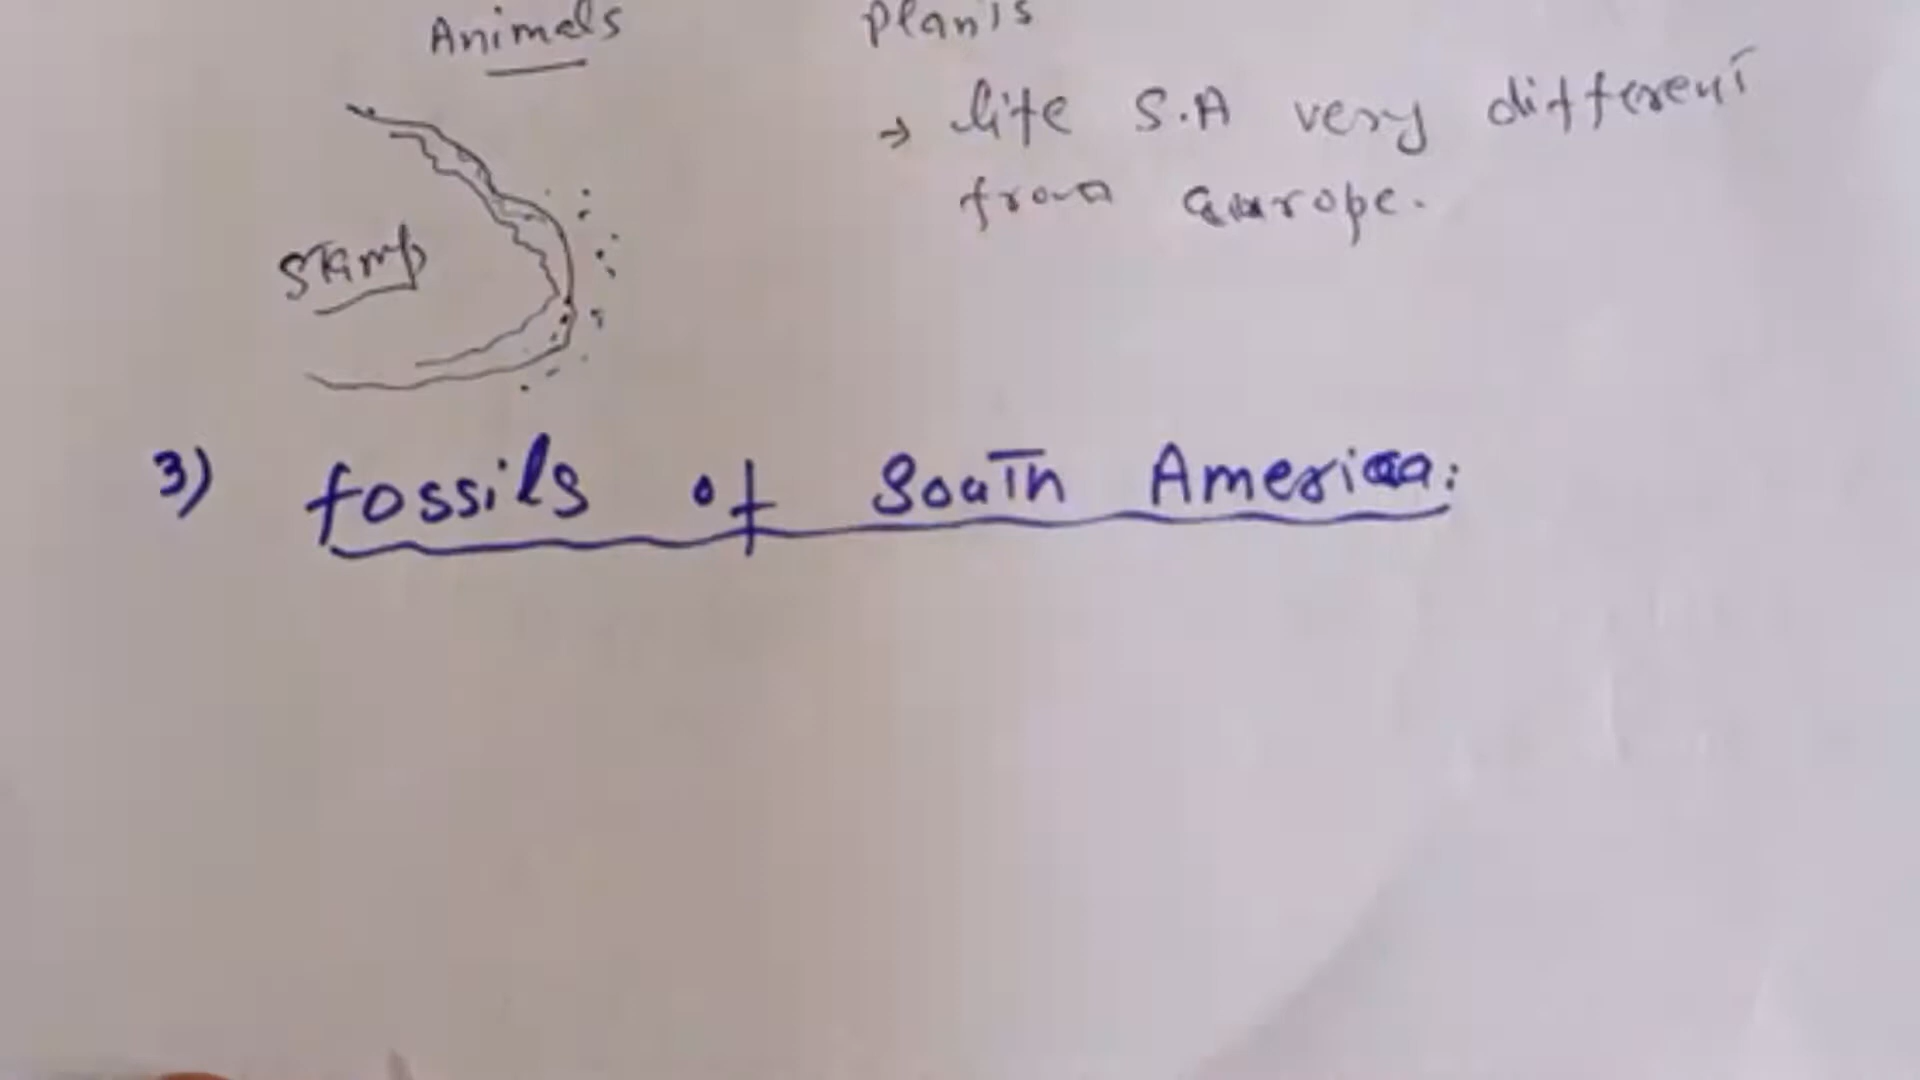 Animals
Plants
→ life S.A very different
from Europe.
Stamp
3) fossils of South America: